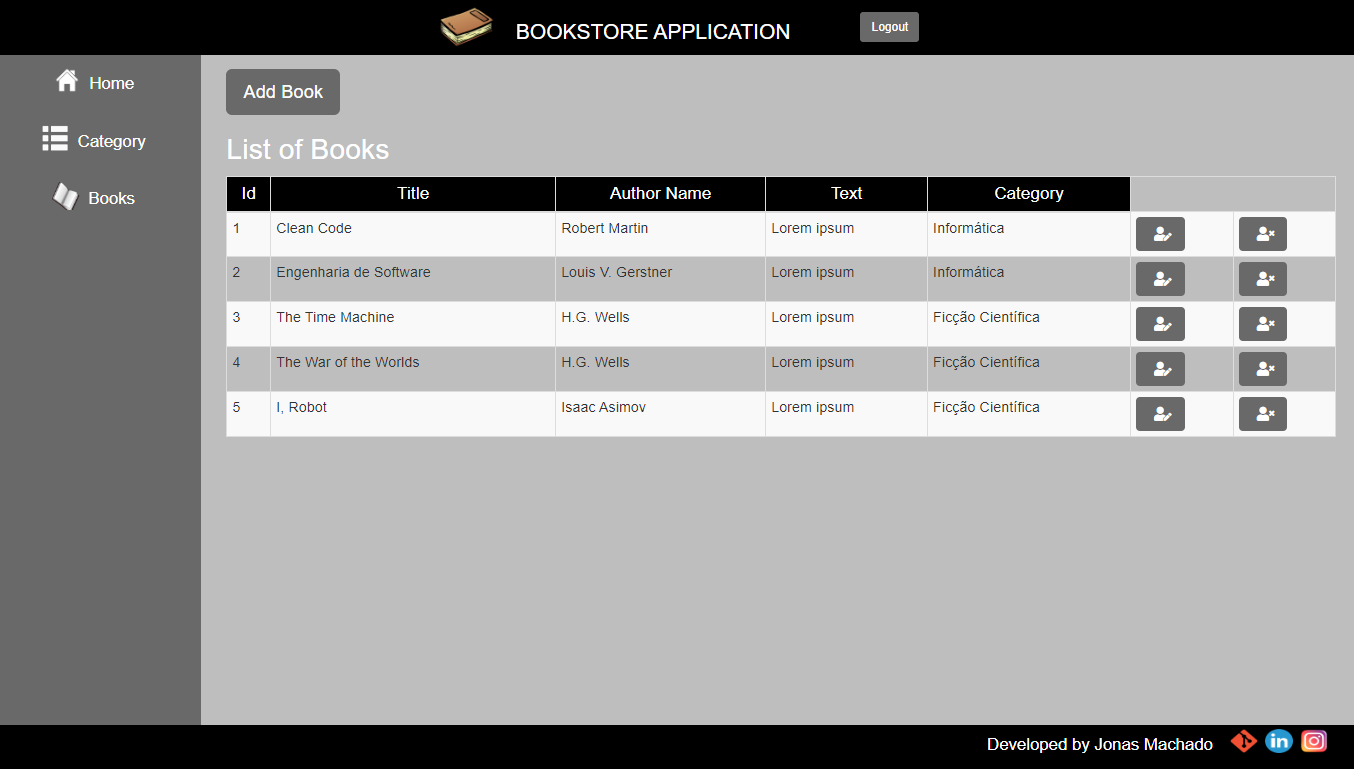 BOOKSTORE APPLICATION Logout
Home
Category
Books
Add Book
List of Books
Id Title Author Name Text Category
1 Clean Code Robert Martin Lorem ipsum Informática
2 Engenharia de Software Louis V. Gerstner Lorem ipsum Informática
3 The Time Machine H.G. Wells Lorem ipsum Ficção Científica
4 The War of the Worlds H.G. Wells Lorem ipsum Ficção Científica
5 I, Robot Isaac Asimov Lorem ipsum Ficção Científica
Developed by Jonas Machado in